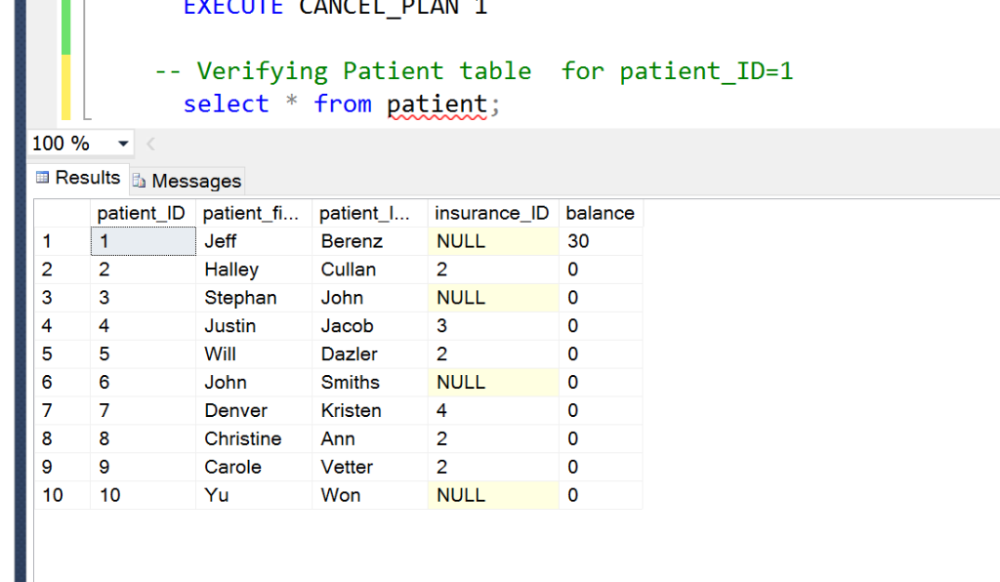 EXECUTE CANCEL_PLAN 1
-- Verifying Patient table  for patient_ID=1
select * from patient;
100 %
Results Messages
patient_ID patient_fi... patient_l... insurance_ID balance
1 1 Jeff Berenz NULL 30
2 2 Halley Cullan 2 0
3 3 Stephan John NULL 0
4 4 Justin Jacob 3 0
5 5 Will Dazler 2 0
6 6 John Smiths NULL 0
7 7 Denver Kristen 4 0
8 8 Christine Ann 2 0
9 9 Carole Vetter 2 0
10 10 Yu Won NULL 0